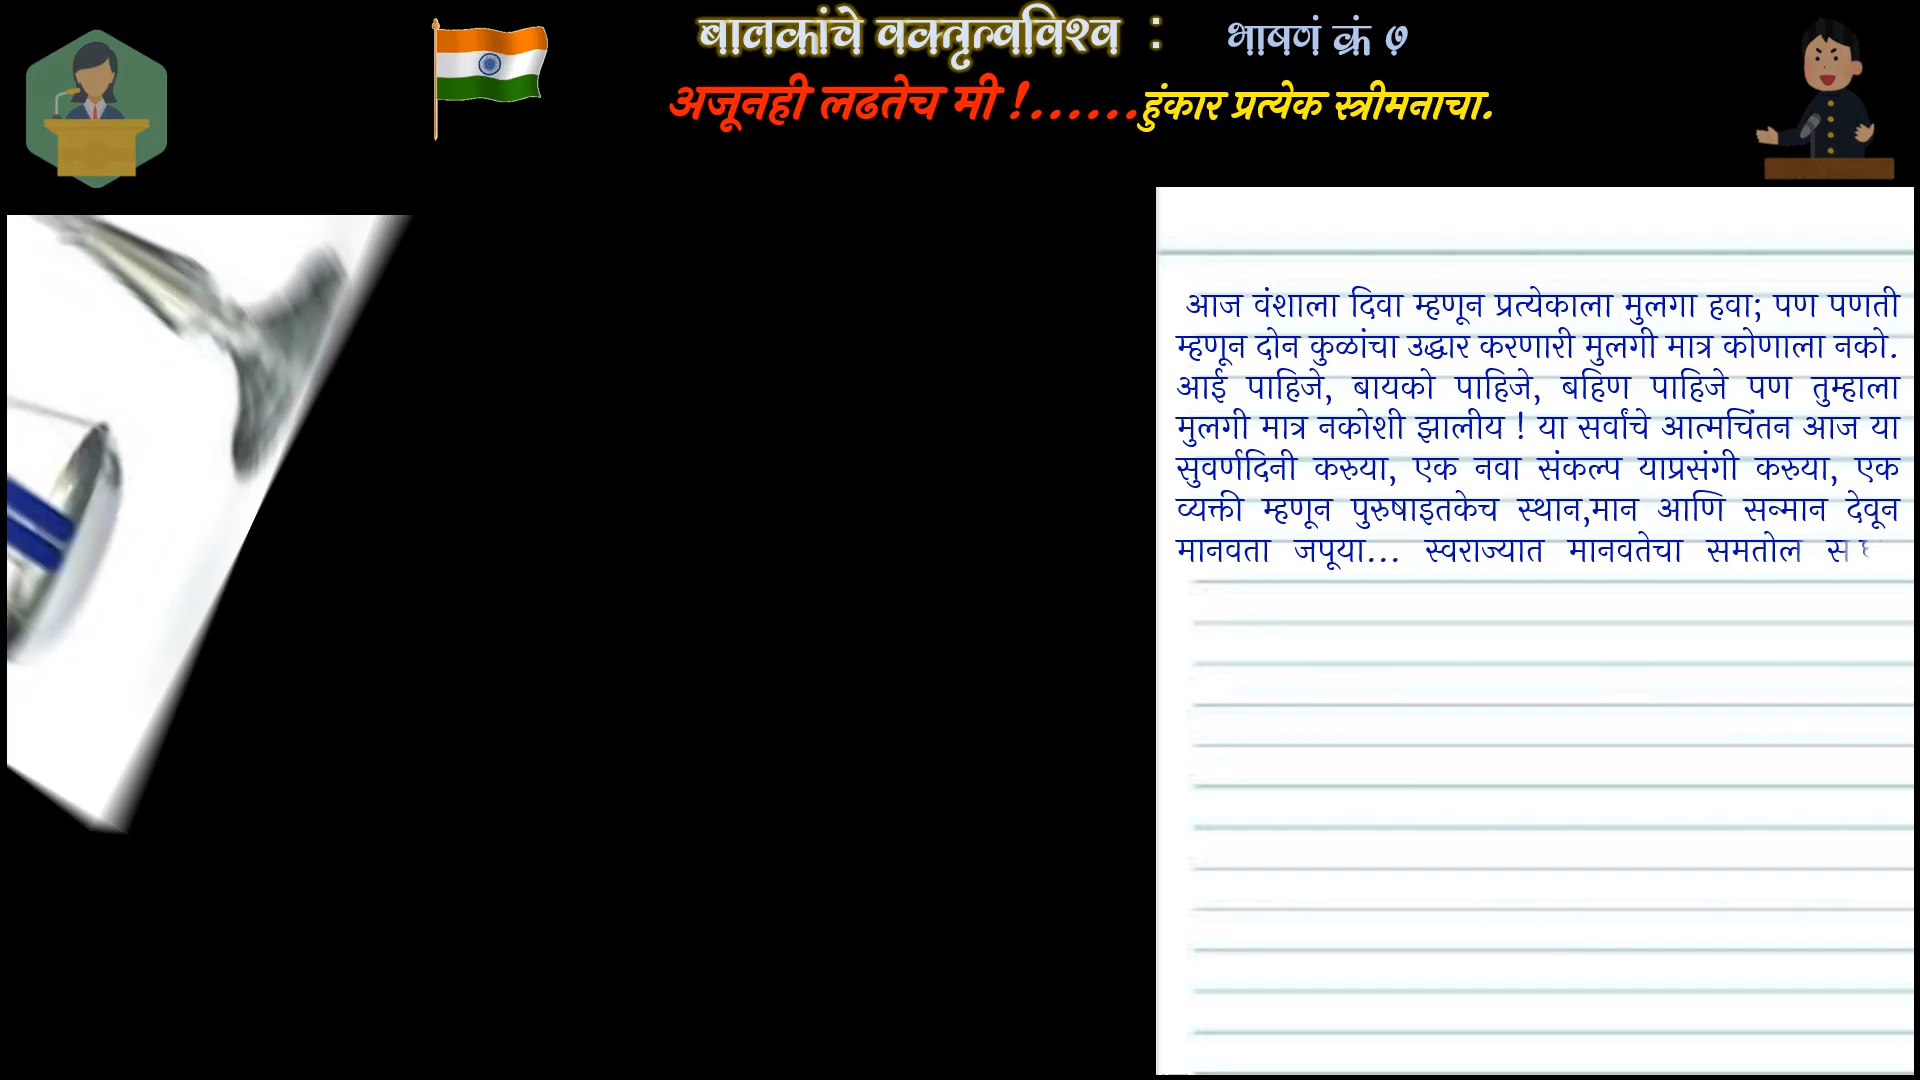 बालकांचे वक्तृत्वविश्व : भाषणं क्रं ७
अजूनही लढतेच मी !......हुंकार प्रत्येक स्त्रीमनाचा.
आज वंशाला दिवा म्हणून प्रत्येकाला मुलगा हवा; पण पणती
म्हणून दोन कुळांचा उद्धार करणारी मुलगी मात्र कोणाला नको.
आई पाहिजे, बायको पाहिजे, बहिण पाहिजे पण तुम्हाला
मुलगी मात्र नकोशी झालीय ! या सर्वांचे आत्मचिंतन आज या
सुवर्णदिनी करुया, एक नवा संकल्प याप्रसंगी करुया, एक
व्यक्ती म्हणून पुरुषाइतकेच स्थान,मान आणि सन्मान देवून
मानवता जपूया... स्वराज्यात मानवतेचा समतोल